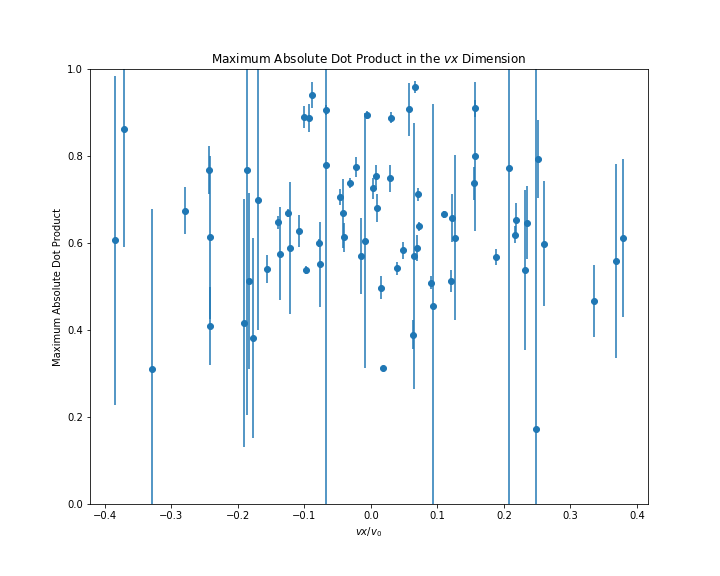 Maximum Absolute Dot Product in the vx Dimension
1.0
0.8
0.6
0.4
0.2
0.0
Maximum Absolute Dot Product
−0.4 −0.3 −0.2 −0.1 0.0 0.1 0.2 0.3 0.4
vx/v₀